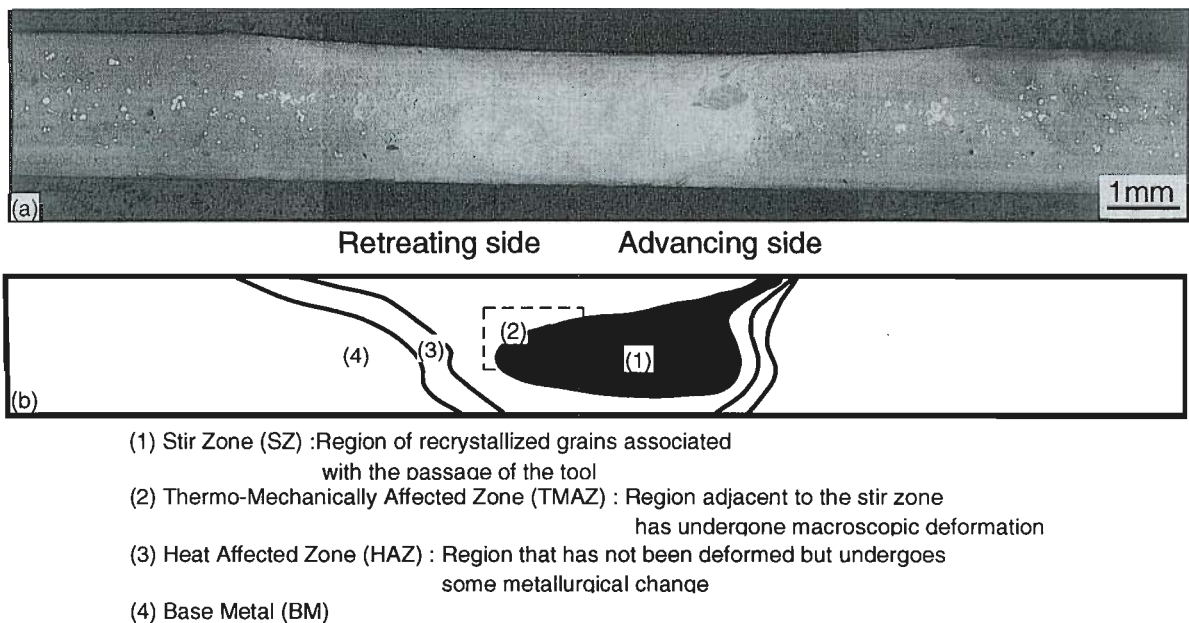 (a)
1mm
Retreating side Advancing side
(2)
(3)
(4)
(1)
(b)
(1) Stir Zone (SZ) :Region of recrystallized grains associated
with the passage of the tool
(2) Thermo-Mechanically Affected Zone (TMAZ) : Region adjacent to the stir zone
has undergone macroscopic deformation
(3) Heat Affected Zone (HAZ) : Region that has not been deformed but undergoes
some metallurgical change
(4) Base Metal (BM)